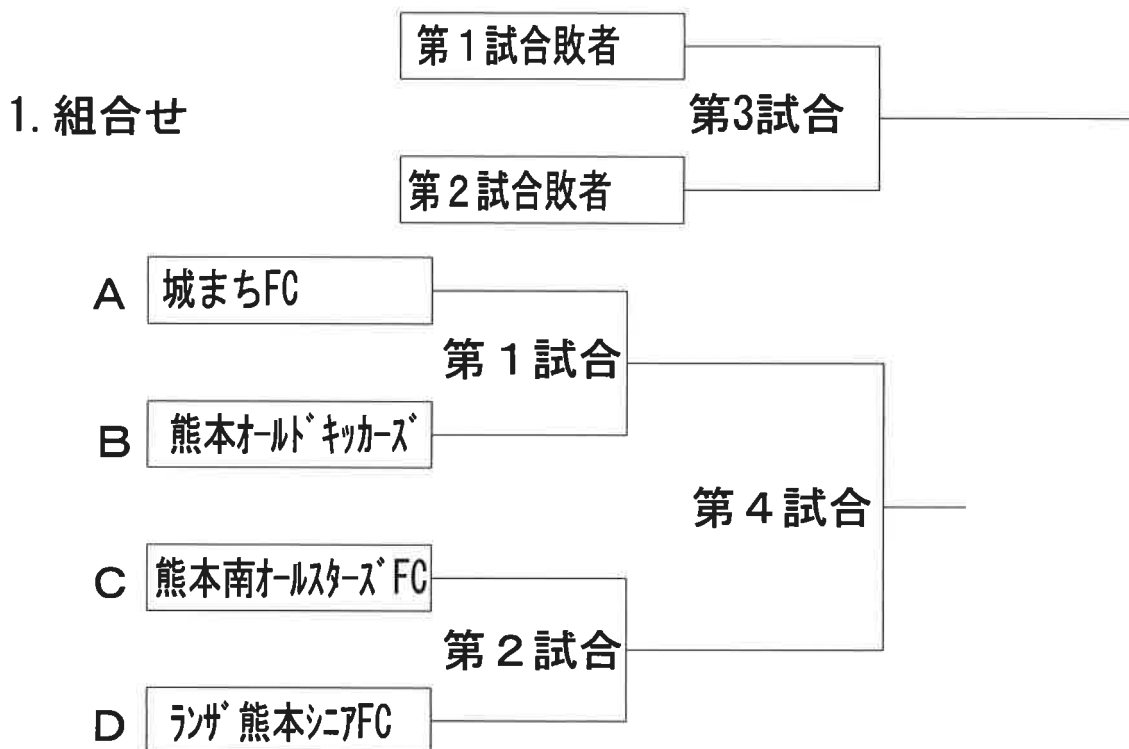 第１試合敗者
1. 組合せ
第3試合
第２試合敗者
A 城まちFC
第１試合
B 熊本ｵｰﾙﾄﾞｷｯｶｰｽﾞ
第４試合
C 熊本南ｵｰﾙｽﾀｰｽﾞFC
第２試合
D ﾗﾝｻﾞ熊本ｼﾆｱFC